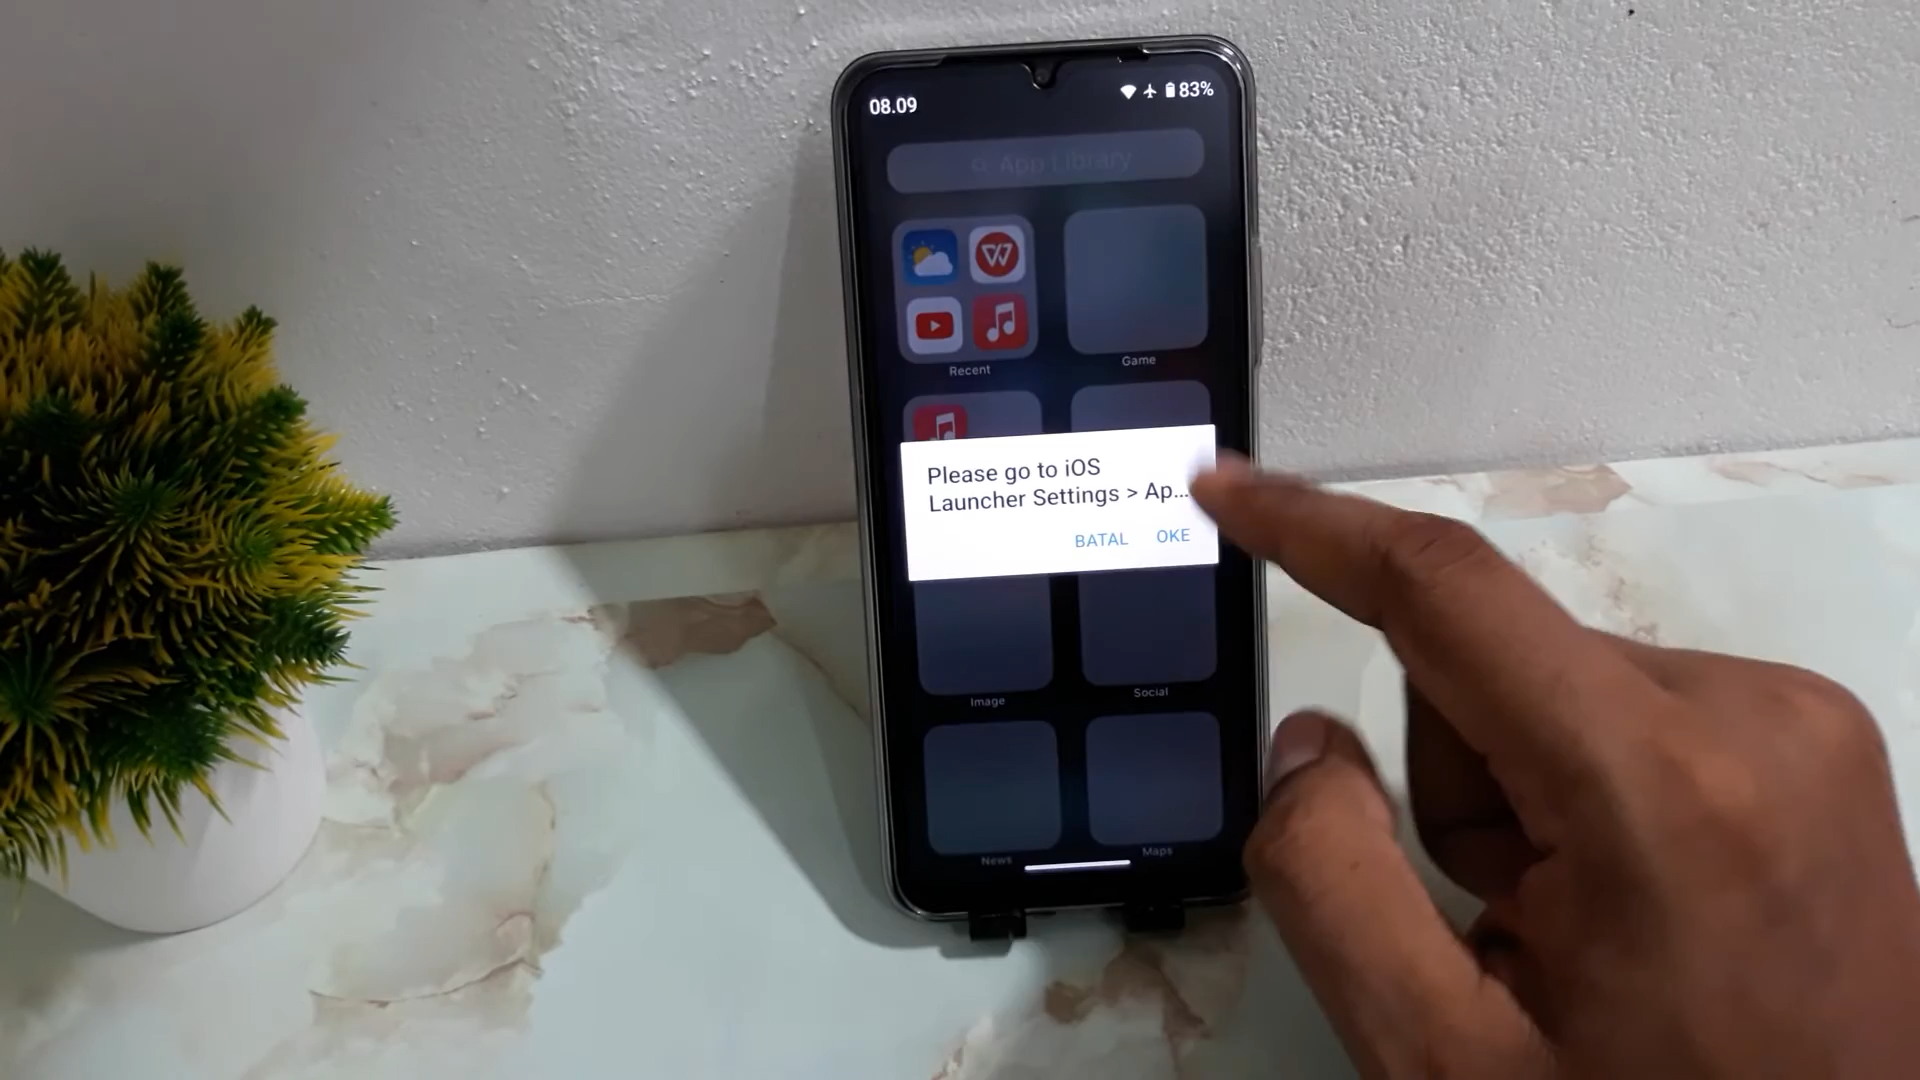 08.09
83%
App Library
Recent
Game
Please go to iOS
Launcher Settings > Ap...
BATAL OKE
Image
Social
News
Maps